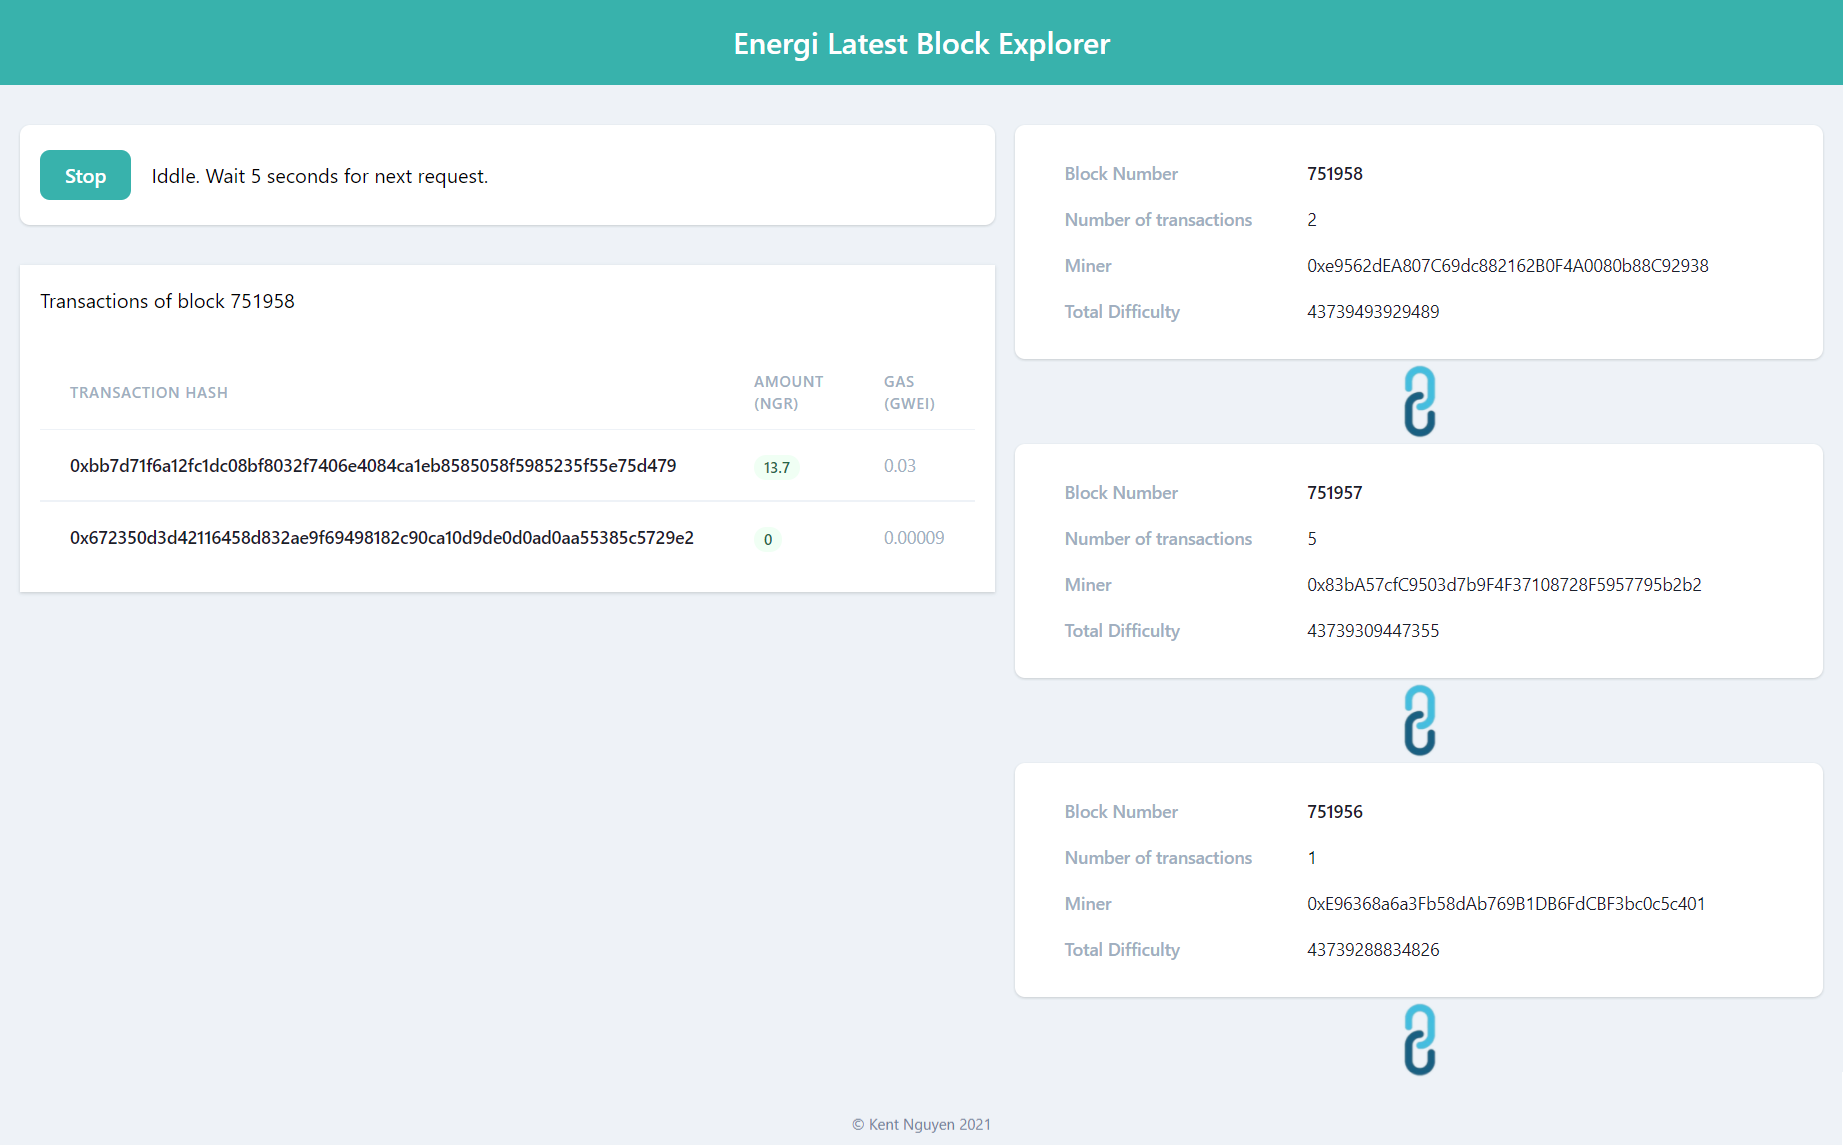 Energi Latest Block Explorer
Stop
Iddle. Wait 5 seconds for next request.
Transactions of block 751958
TRANSACTION HASH
AMOUNT
(NGR)
GAS
(GWEI)
0xbb7d71f6a12fc1dc08bf8032f7406e4084ca1eb8585058f5985235f55e75d479 13.7 0.03
0x672350d3d42116458d832ae9f69498182c90ca10d9de0d0ad0aa55385c5729e2 0 0.00009
Block Number 751958
Number of transactions 2
Miner 0xe9562dEA807C69dc882162B0F4A0080b88C92938
Total Difficulty 43739493929489
Block Number 751957
Number of transactions 5
Miner 0x83bA57cfC9503d7b9F4F37108728F5957795b2b2
Total Difficulty 43739309447355
Block Number 751956
Number of transactions 1
Miner 0xE96368a6a3Fb58dAb769B1DB6FdCBF3bc0c5c401
Total Difficulty 43739288834826
© Kent Nguyen 2021